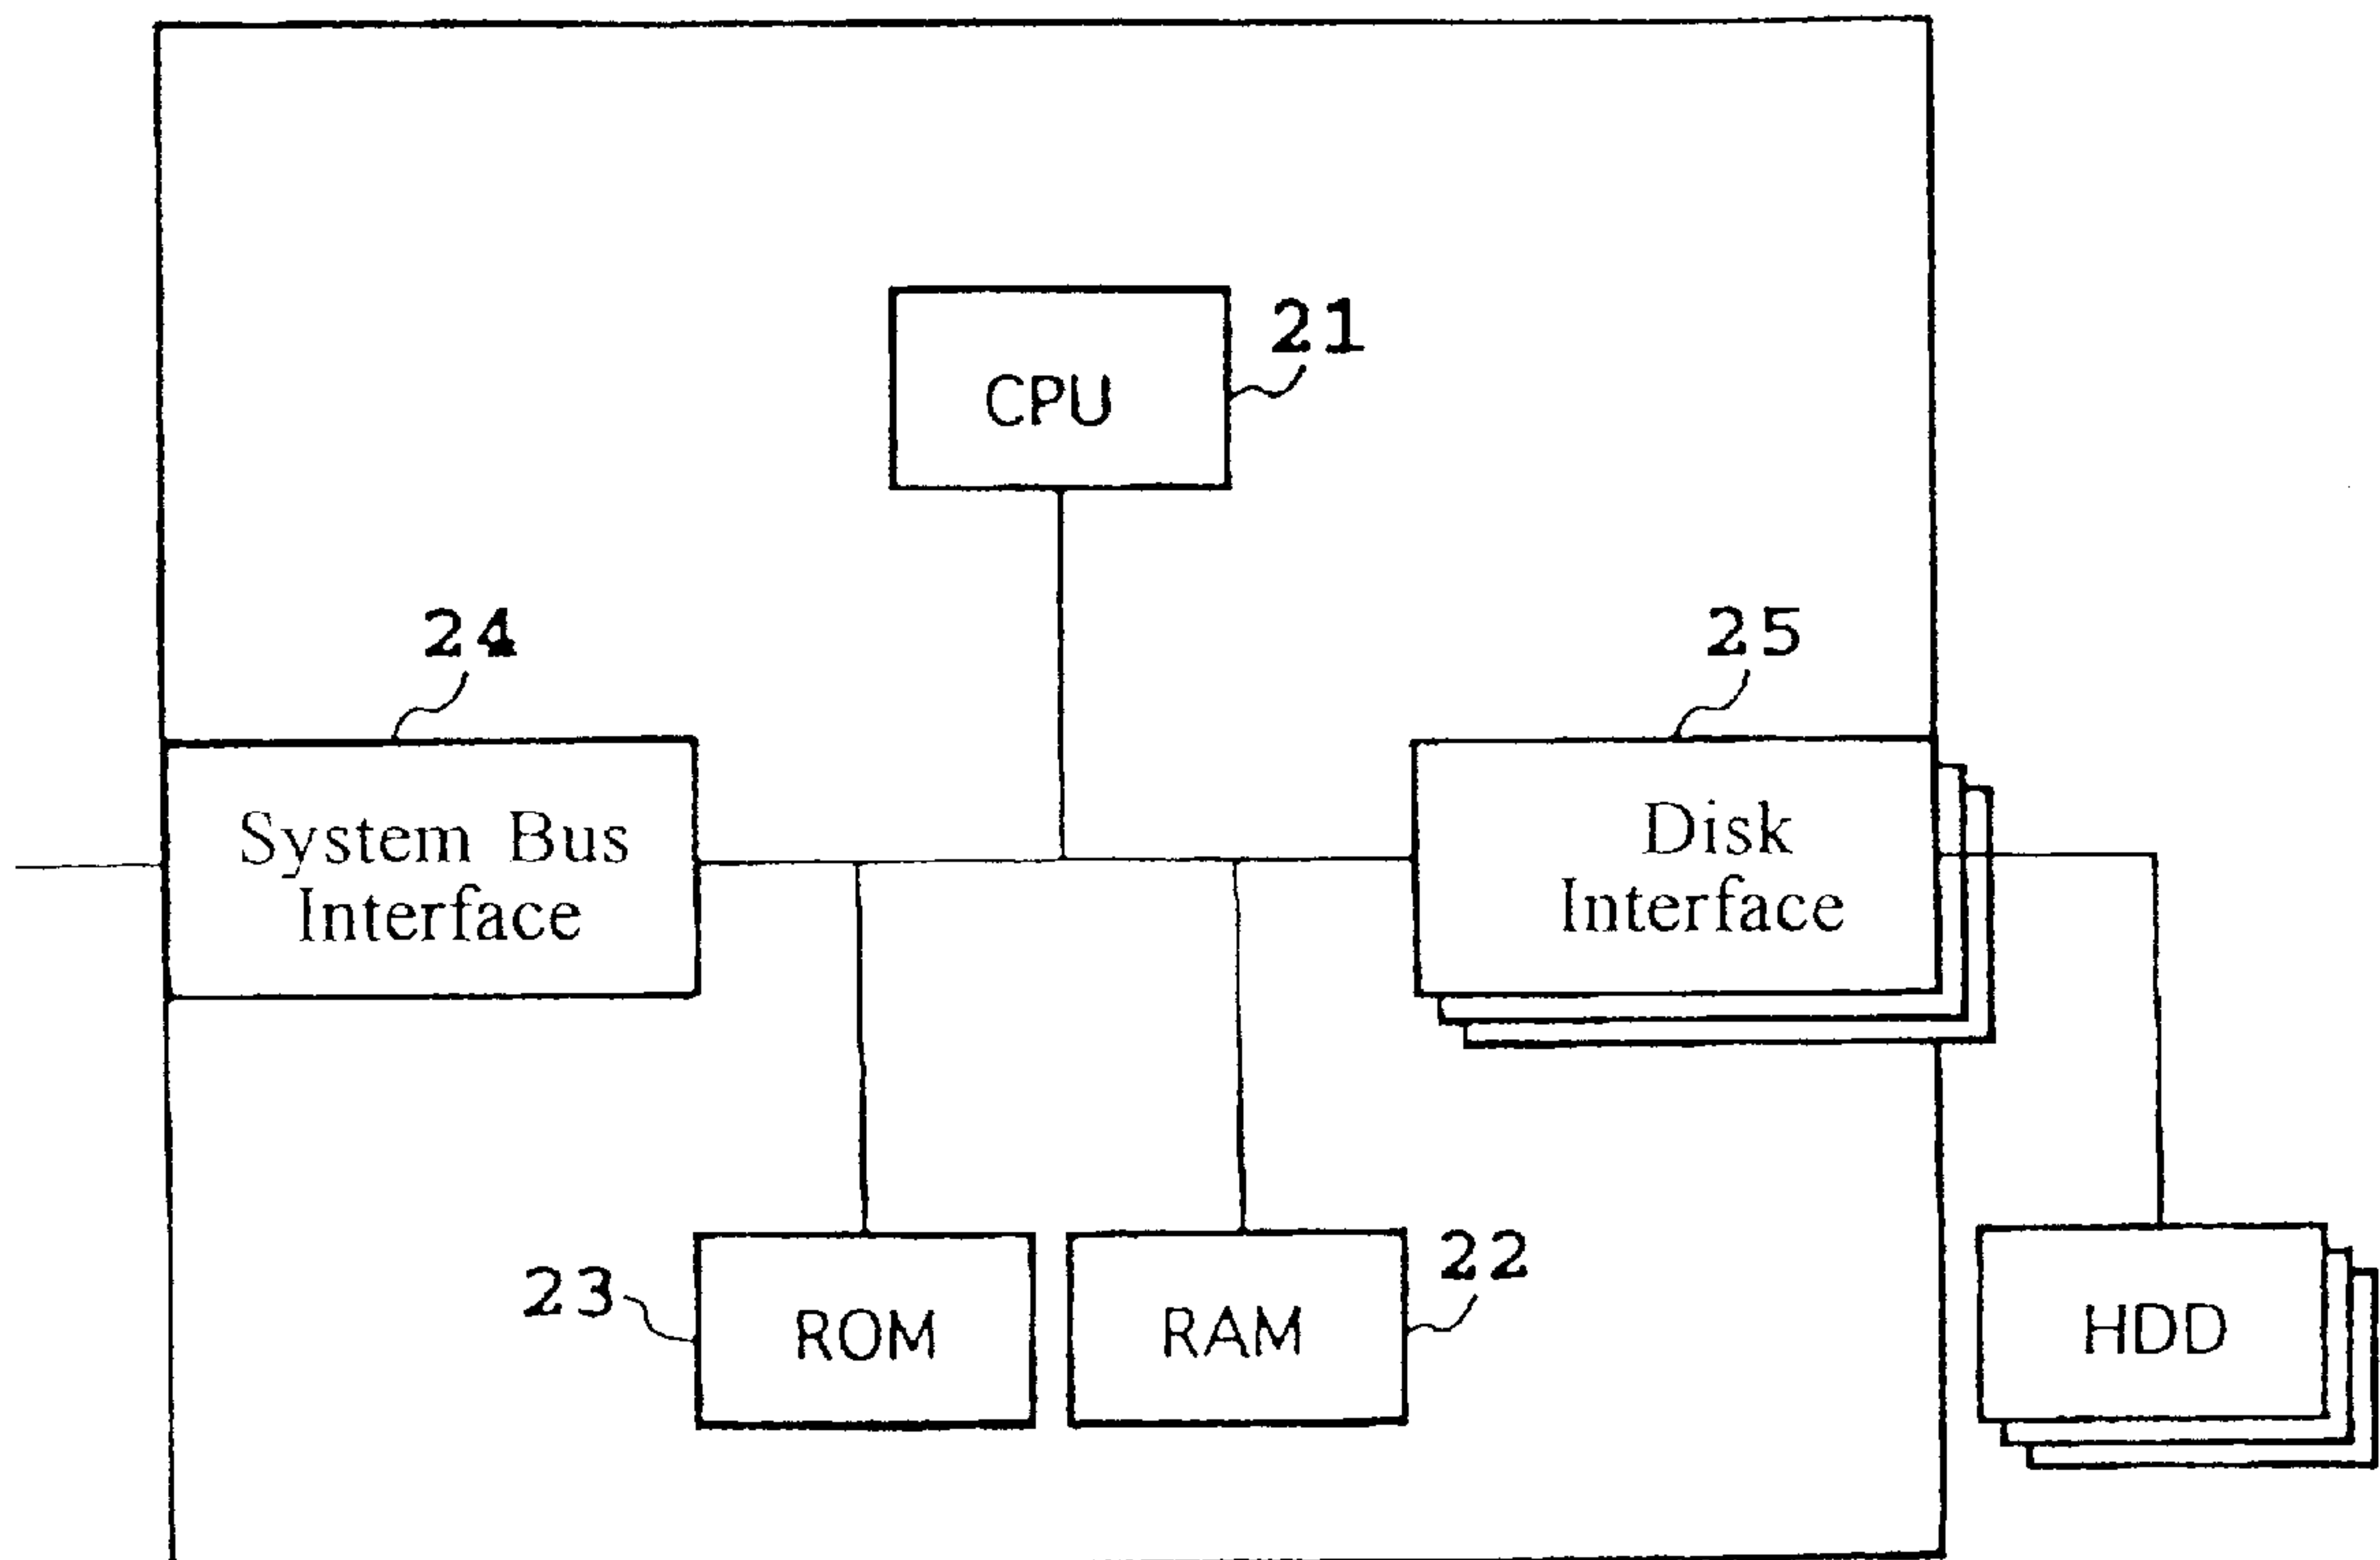 21
CPU
24
25
System Bus
Interface
Disk
Interface
23
ROM
RAM
22
HDD